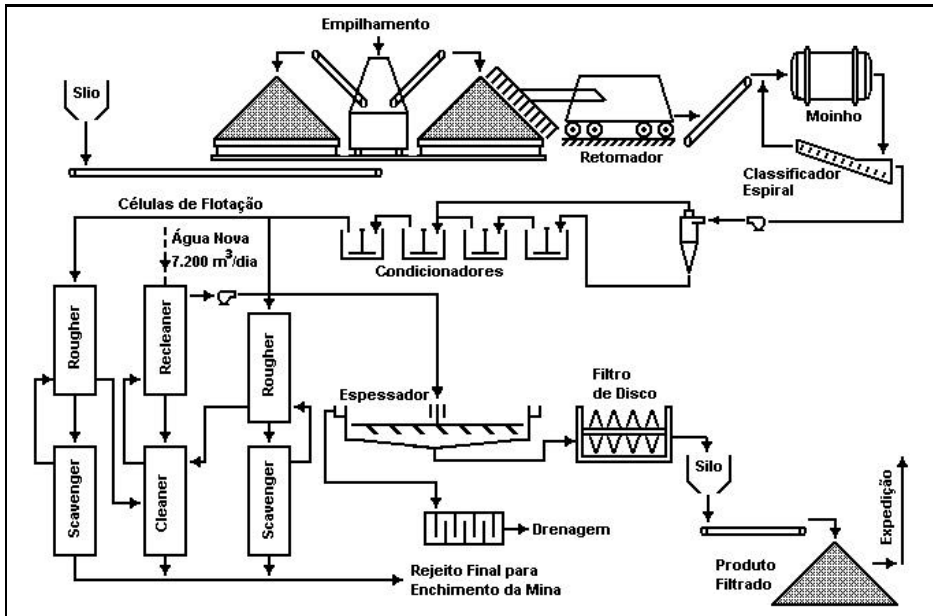 Empilhamento
Slio
Moinho
Retomador
Classificador
Espiral
Células de Flotação
Água Nova
7.200 m³/dia
Condicionadores
Rougher
Recleaner
Rougher
Espessador
Filtro
de Disco
Silo
Scavenger
Cleaner
Scavenger
Drenagem
Expedição
Produto
Filtrado
Rejeito Final para
Enchimento da Mina